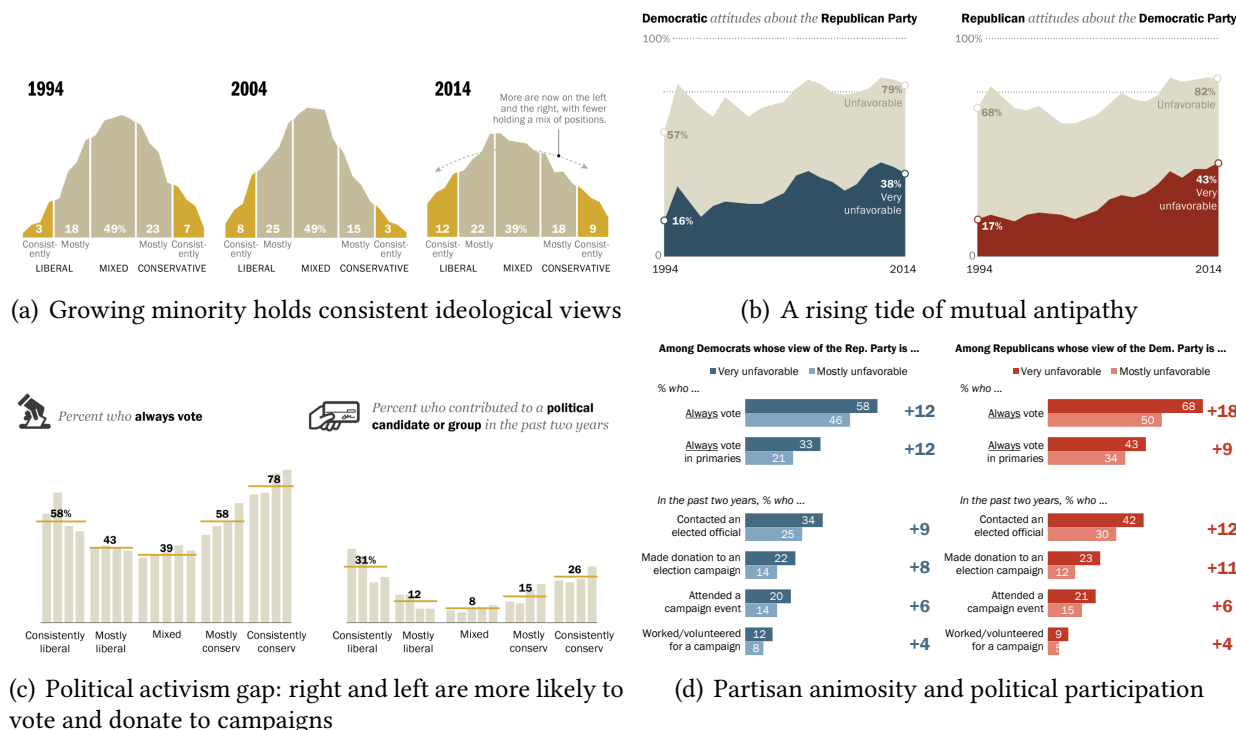 1994
3
18
49%
23
7
Consist-
ently
Mostly
Mostly
Consist-
ently
LIBERAL
MIXED
CONSERVATIVE
2004
8
25
49%
15
3
Consist-
ently
Mostly
Mostly
Consist-
ently
LIBERAL
MIXED
CONSERVATIVE
2014
More are now on the left
and the right, with fewer
holding a mix of positions.
12
22
39%
18
9
Consist-
ently
Mostly
Mostly
Consist-
ently
LIBERAL
MIXED
CONSERVATIVE
(a) Growing minority holds consistent ideological views
Democratic attitudes about the Republican Party
100%
57%
79%
Unfavorable
16%
38%
Very
unfavorable
0
1994
2014
Republican attitudes about the Democratic Party
100%
68%
82%
Unfavorable
17%
43%
Very
unfavorable
0
1994
2014
(b) A rising tide of mutual antipathy
Percent who always vote
58%
43
39
58
78
Consistently
liberal
Mostly
liberal
Mixed
Mostly
conserv
Consistently
conserv
Percent who contributed to a political
candidate or group in the past two years
31%
12
8
15
26
Consistently
liberal
Mostly
liberal
Mixed
Mostly
conserv
Consistently
conserv
(c) Political activism gap: right and left are more likely to
vote and donate to campaigns
Among Democrats whose view of the Rep. Party is ...
Very unfavorable Mostly unfavorable
% who ...
Always vote
58
46
+12
Always vote
in primaries
33
21
+12
In the past two years, % who ...
Contacted an
elected official
34
25
+9
Made donation to an
election campaign
22
14
+8
Attended a
campaign event
20
14
+6
Worked/volunteered
for a campaign
12
8
+4
Among Republicans whose view of the Dem. Party is ...
Very unfavorable Mostly unfavorable
% who ...
Always vote
68
50
+18
Always vote
in primaries
43
34
+9
In the past two years, % who ...
Contacted an
elected official
42
30
+12
Made donation to an
election campaign
23
12
+11
Attended a
campaign event
21
15
+6
Worked/volunteered
for a campaign
9
5
+4
(d) Partisan animosity and political participation